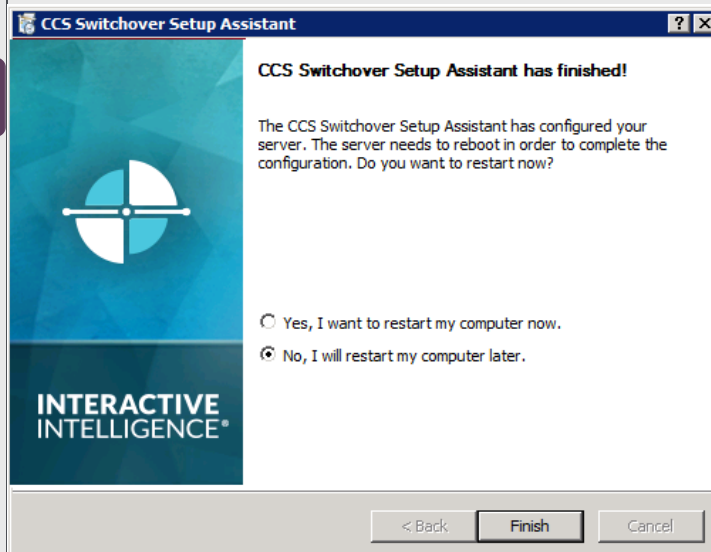 CCS Switchover Setup Assistant
CCS Switchover Setup Assistant has finished!
The CCS Switchover Setup Assistant has configured your
server. The server needs to reboot in order to complete the
configuration. Do you want to restart now?
Yes, I want to restart my computer now.
No, I will restart my computer later.
INTERACTIVE
INTELLIGENCE®
< Back
Finish
Cancel